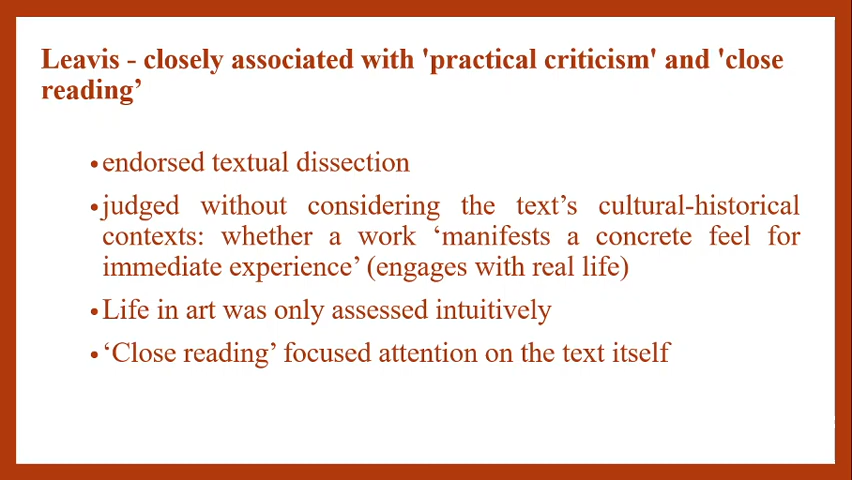 Leavis - closely associated with 'practical criticism' and 'close
reading’
•endorsed textual dissection
•judged without considering the text’s cultural-historical
contexts: whether a work ‘manifests a concrete feel for
immediate experience’ (engages with real life)
•Life in art was only assessed intuitively
•‘Close reading’ focused attention on the text itself